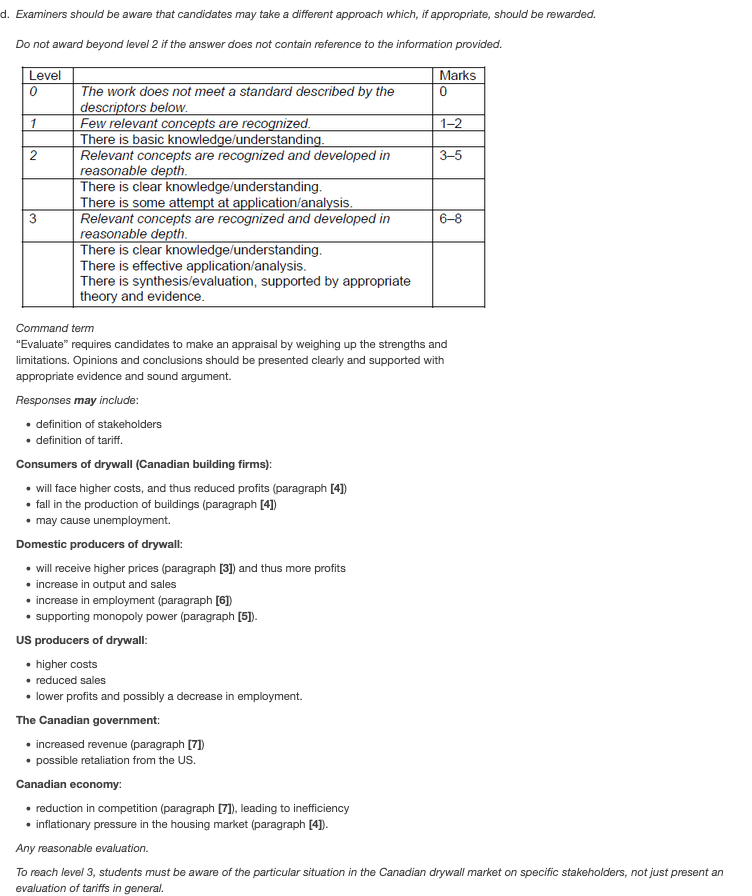 d. Examiners should be aware that candidates may take a different approach which, if appropriate, should be rewarded.
Do not award beyond level 2 if the answer does not contain reference to the information provided.
Level Marks
0 The work does not meet a standard described by the 0
descriptors below.
1 Few relevant concepts are recognized. 1–2
There is basic knowledge/understanding.
2 Relevant concepts are recognized and developed in 3–5
reasonable depth.
There is clear knowledge/understanding.
There is some attempt at application/analysis.
3 Relevant concepts are recognized and developed in 6–8
reasonable depth.
There is clear knowledge/understanding.
There is effective application/analysis.
There is synthesis/evaluation, supported by appropriate
theory and evidence.
Command term
“Evaluate” requires candidates to make an appraisal by weighing up the strengths and
limitations. Opinions and conclusions should be presented clearly and supported with
appropriate evidence and sound argument.
Responses may include:
• definition of stakeholders
• definition of tariff.
Consumers of drywall (Canadian building firms):
• will face higher costs, and thus reduced profits (paragraph [4])
• fall in the production of buildings (paragraph [4])
• may cause unemployment.
Domestic producers of drywall:
• will receive higher prices (paragraph [3]) and thus more profits
• increase in output and sales
• increase in employment (paragraph [6])
• supporting monopoly power (paragraph [5]).
US producers of drywall:
• higher costs
• reduced sales
• lower profits and possibly a decrease in employment.
The Canadian government:
• increased revenue (paragraph [7])
• possible retaliation from the US.
Canadian economy:
• reduction in competition (paragraph [7]), leading to inefficiency
• inflationary pressure in the housing market (paragraph [4]).
Any reasonable evaluation.
To reach level 3, students must be aware of the particular situation in the Canadian drywall market on specific stakeholders, not just present an
evaluation of tariffs in general.